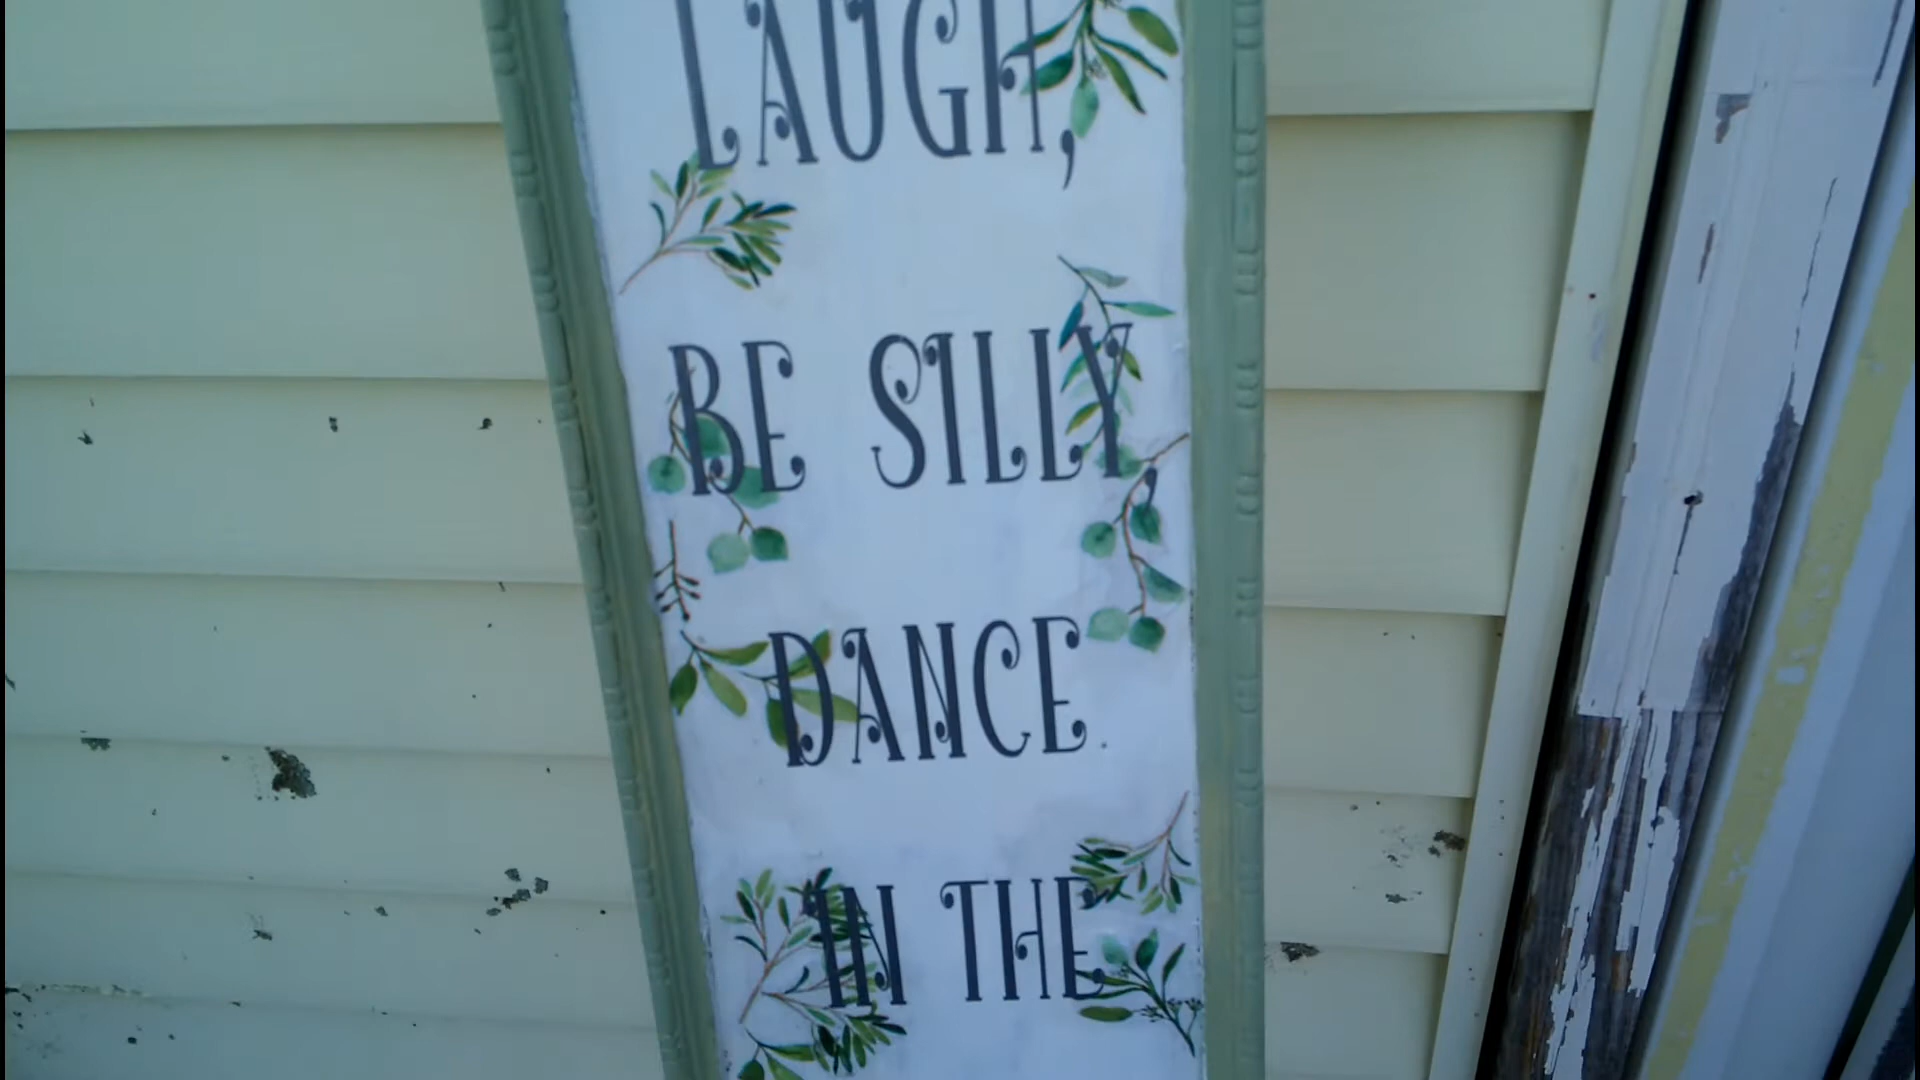 LAUGH,
BE SILLY,
DANCE.
IN THE